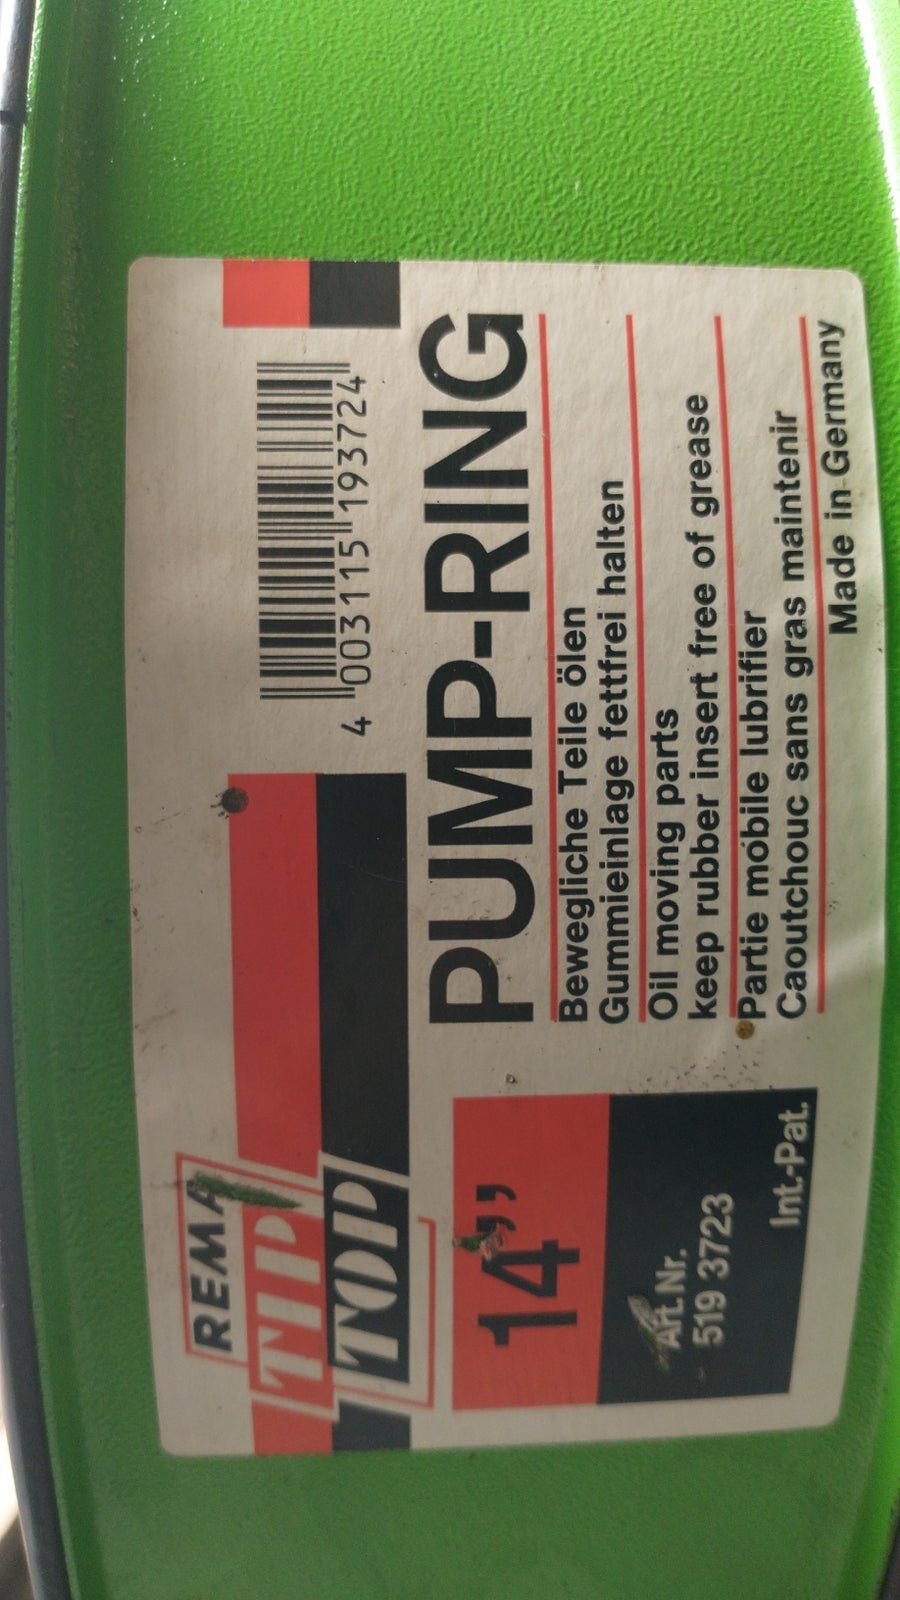 REMA
TIP
TOP
4 003115 193724
PUMP-RING
Bewegliche Teile ölen
Gummieinlage fettfrei halten
Oil moving parts
keep rubber insert free of grease
Partie mobile lubrifier
Caoutchouc sans gras maintenir
Made in Germany
14”
Art. Nr.
519 3723
Int.-Pat.